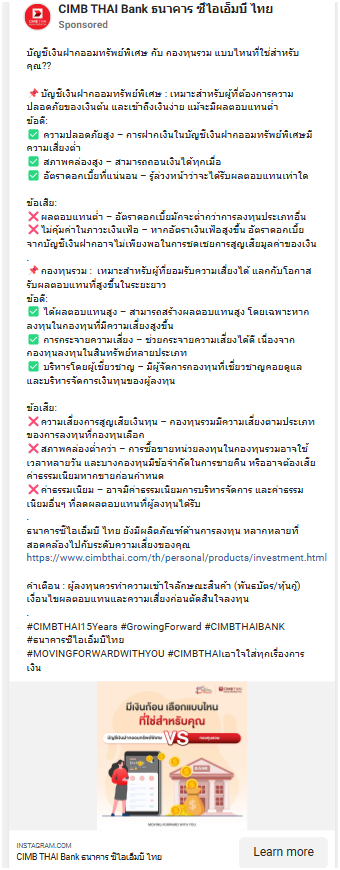 CIMB THAI Bank ธนาคาร ซีไอเอ็มบี ไทย
Sponsored
บัญชีเงินฝากออมทรัพย์พิเศษ กับ กองทุนรวม แบบไหนที่ใช่สำหรับ
คุณ??
📌บัญชีเงินฝากออมทรัพย์พิเศษ : เหมาะสำหรับผู้ที่ต้องการความ
ปลอดภัยของเงินต้น และเข้าถึงเงินง่าย แม้จะมีผลตอบแทนต่ำ
ข้อดี:
✅ ความปลอดภัยสูง – การฝากเงินในบัญชีเงินฝากออมทรัพย์พิเศษมี
ความเสี่ยงต่ำ
✅ สภาพคล่องสูง – สามารถถอนเงินได้ทุกเมื่อ
✅ อัตราดอกเบี้ยที่แน่นอน – รู้ล่วงหน้าว่าจะได้รับผลตอบแทนเท่าใด
ข้อเสีย:
❌ ผลตอบแทนต่ำ – อัตราดอกเบี้ยมักจะต่ำกว่าการลงทุนประเภทอื่น
❌ ไม่คุ้มค่าในภาวะเงินเฟ้อ – หากอัตราเงินเฟ้อสูงขึ้น อัตราดอกเบี้ย
จากบัญชีเงินฝากอาจไม่เพียงพอในการชดเชยการสูญเสียมูลค่าของเงิน
.
📌กองทุนรวม : เหมาะสำหรับผู้ที่ยอมรับความเสี่ยงได้ แลกกับโอกาส
รับผลตอบแทนที่สูงขึ้นในระยะยาว
ข้อดี:
✅ ได้ผลตอบแทนสูง – สามารถสร้างผลตอบแทนสูง โดยเฉพาะหาก
ลงทุนในกองทุนที่มีความเสี่ยงสูงขึ้น
✅ การกระจายความเสี่ยง – ช่วยกระจายความเสี่ยงได้ดี เนื่องจาก
กองทุนลงทุนในสินทรัพย์หลายประเภท
✅ บริหารโดยผู้เชี่ยวชาญ – มีผู้จัดการกองทุนที่เชี่ยวชาญคอยดูแล
และบริหารจัดการเงินทุนของผู้ลงทุน
ข้อเสีย:
❌ความเสี่ยงการสูญเสียเงินทุน – กองทุนรวมมีความเสี่ยงตามประเภท
ของการลงทุนที่กองทุนเลือก
❌สภาพคล่องต่ำกว่า – การซื้อขายหน่วยลงทุนในกองทุนรวมอาจใช้
เวลาหลายวัน และบางกองทุนมีข้อจำกัดในการขายคืน หรืออาจต้องเสีย
ค่าธรรมเนียมหากขายก่อนกำหนด
❌ค่าธรรมเนียม – อาจมีค่าธรรมเนียมการบริหารจัดการ และค่าธรรม
เนียมอื่นๆ ที่ลดผลตอบแทนที่ผู้ลงทุนได้รับ
.
ธนาคารซีไอเอ็มบี ไทย ยังมีผลิตภัณฑ์ด้านการลงทุน หลากหลายที่
สอดคล้องไปกับระดับความเสี่ยงของคุณ
https://www.cimbthai.com/th/personal/products/investment.html
คำเตือน : ผู้ลงทุนควรทำความเข้าใจลักษณะสินค้า (พันธบัตร/หุ้นกู้)
เงื่อนไขผลตอบแทนและความเสี่ยงก่อนตัดสินใจลงทุน
.
#CIMBTHAI15Years #GrowingForward #CIMBTHAIBANK
#ธนาคารซีไอเอ็มบีไทย
#MOVINGFORWARDWITHYOU #CIMBTHAIเอาใจใส่ทุกเรื่องการ
เงิน
มีเงินก้อน เลือกแบบไหน
ที่ใช่สำหรับคุณ
บัญชีเงินฝากออมทรัพย์พิเศษ VS กองทุนรวม
BANK
MOVING FORWARD WITH YOU
INSTAGRAM.COM
CIMB THAI Bank ธนาคาร ซีไอเอ็มบี ไทย
Learn more